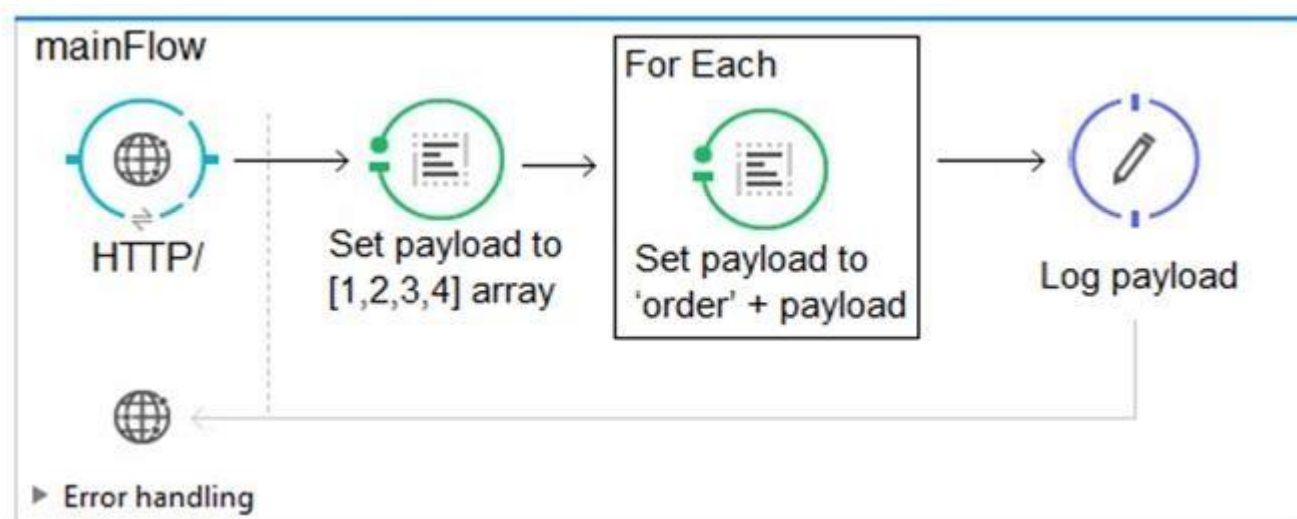 mainFlow
For Each
HTTP/
Set payload to
[1,2,3,4] array
Set payload to
‘order’ + payload
Log payload
Error handling